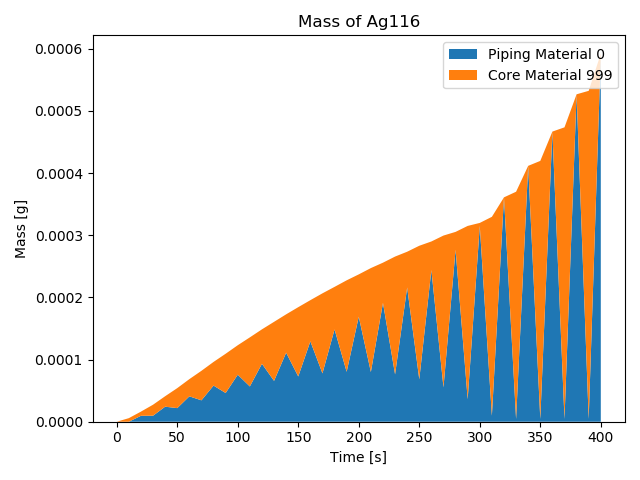 Mass of Ag116
Piping Material 0
Core Material 999
Mass [g]
0.0006
0.0005
0.0004
0.0003
0.0002
0.0001
0.0000
0 50 100 150 200 250 300 350 400
Time [s]